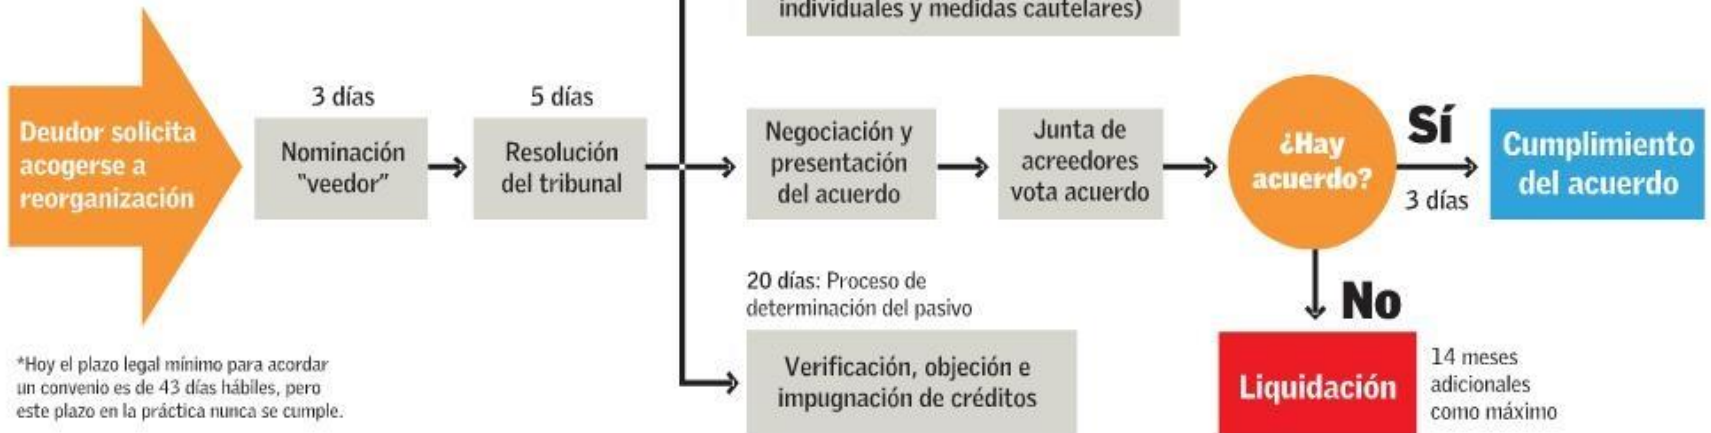 individuales y medidas cautelares)
Deudor solicita
acogerse a
reorganización
3 días
Nominación
"veedor"
5 días
Resolución
del tribunal
Negociación y
presentación
del acuerdo
Junta de
acreedores
vota acuerdo
¿Hay
acuerdo?
Sí
3 días
Cumplimiento
del acuerdo
No
Liquidación
14 meses
adicionales
como máximo
20 días: Proceso de
determinación del pasivo
Verificación, objeción e
impugnación de créditos
*Hoy el plazo legal mínimo para acordar
un convenio es de 43 días hábiles, pero
este plazo en la práctica nunca se cumple.